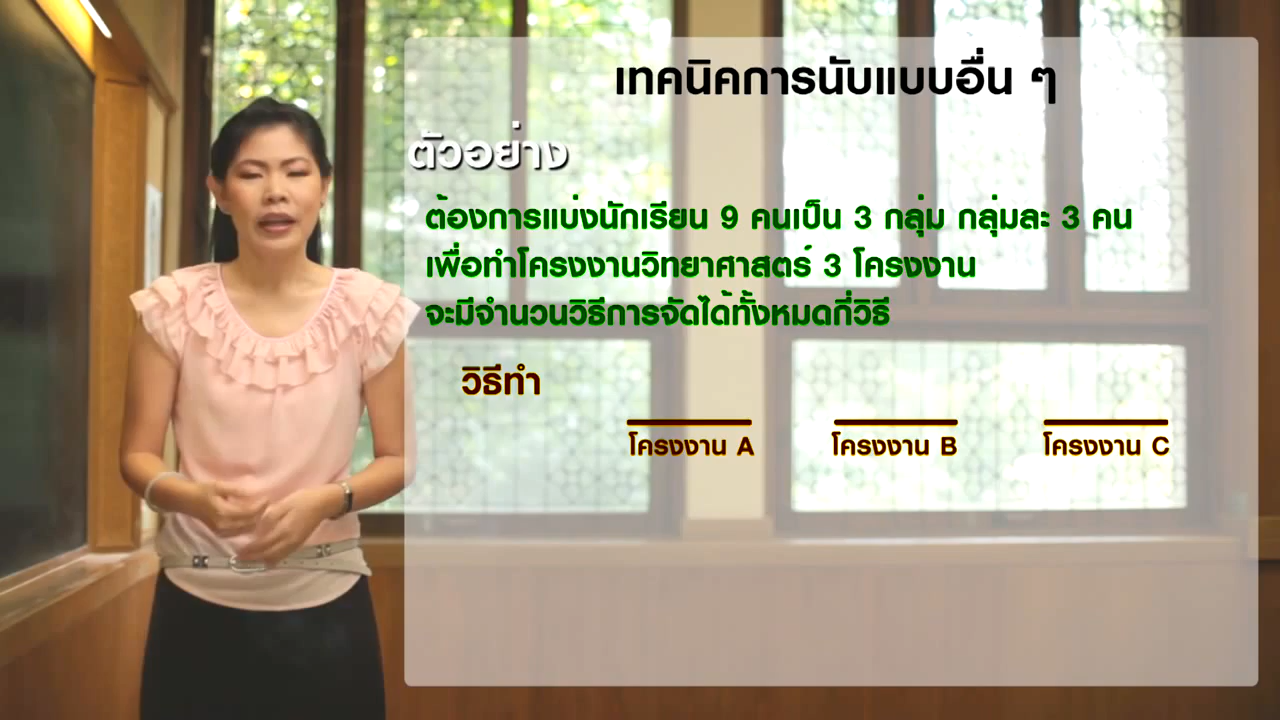 เทคนิคการนับแบบอื่น ๆ
ตัวอย่าง
ต้องการแบ่งนักเรียน 9 คนเป็น 3 กลุ่ม กลุ่มละ 3 คน
เพื่อทำโครงงานวิทยาศาสตร์ 3 โครงงาน
จะมีจำนวนวิธีการจัดได้ทั้งหมดกี่วิธี
วิธีทำ
โครงงาน A โครงงาน B โครงงาน C